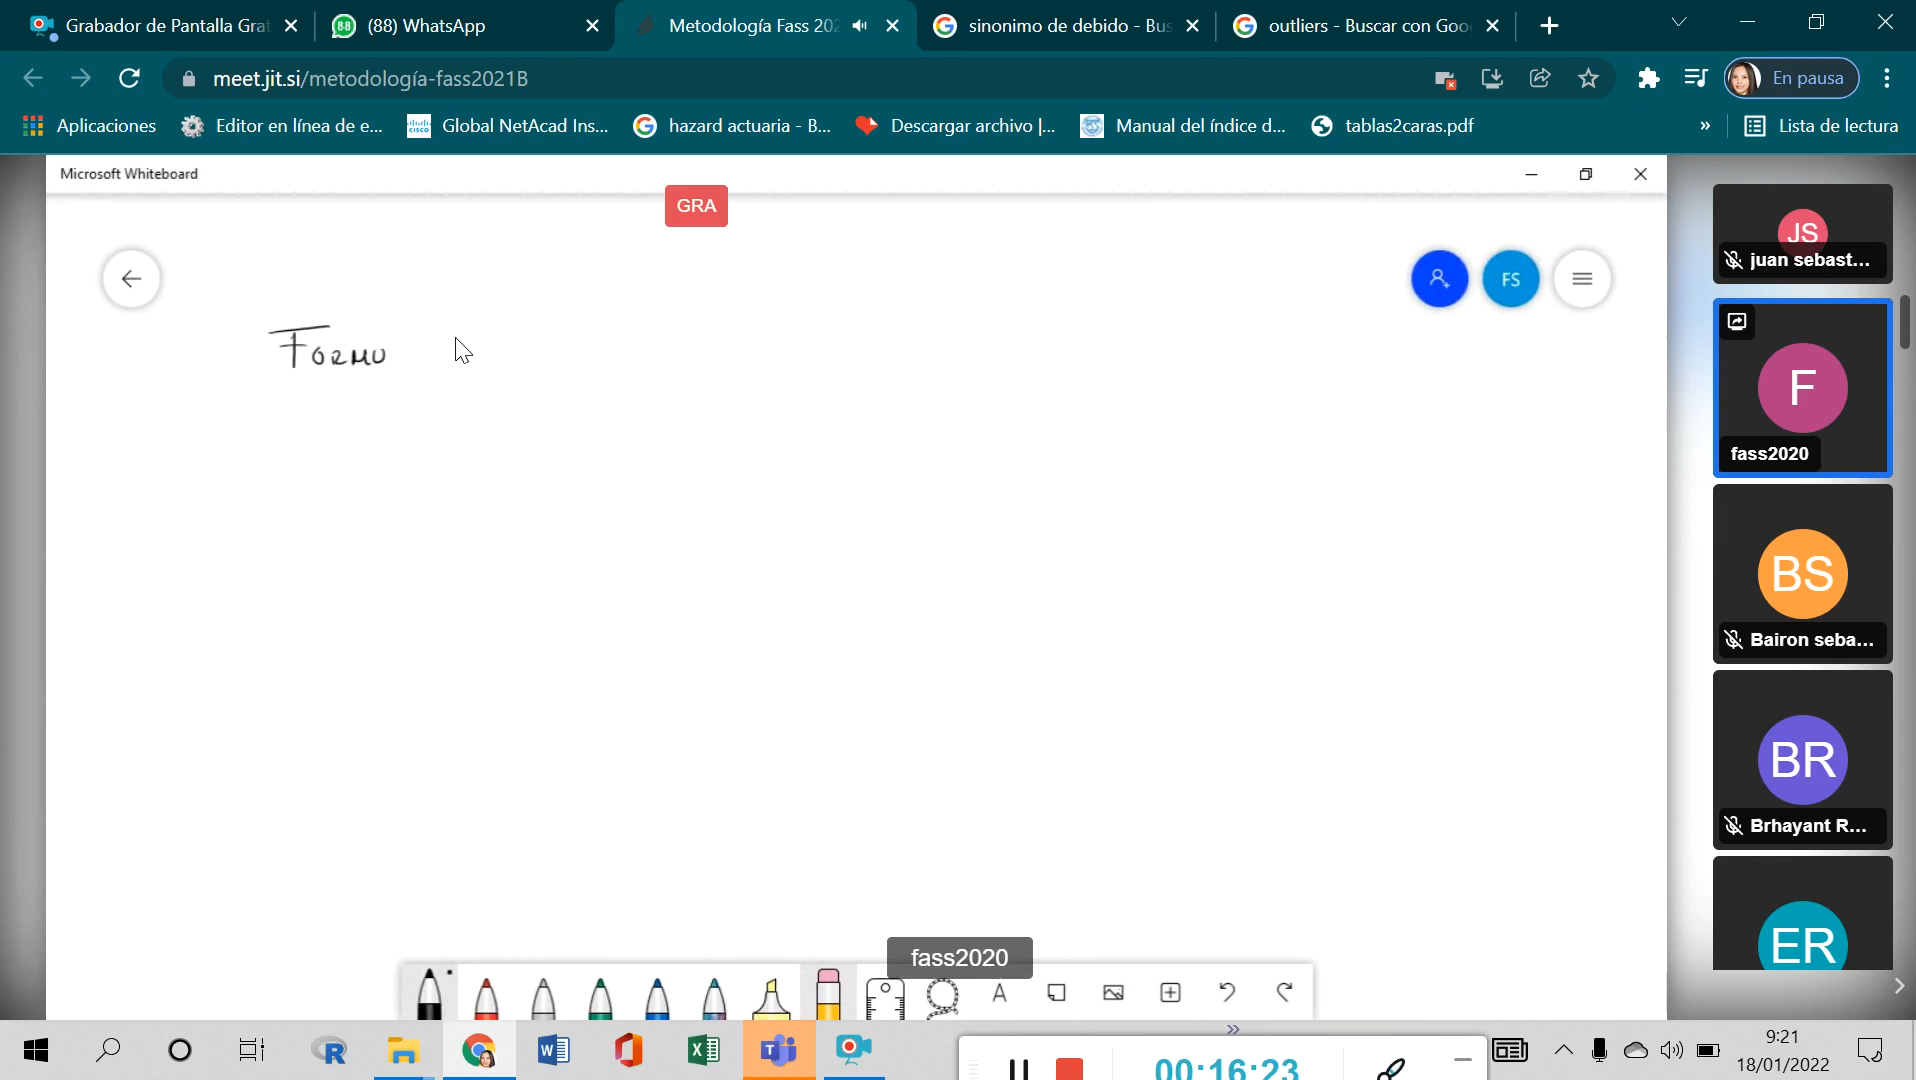 Grabador de Pantalla Grat
(88) WhatsApp
Metodología Fass 202
sinonimo de debido - Bus
outliers - Buscar con Goog
meet.jit.si/metodología-fass2021B
En pausa
Aplicaciones
Editor en línea de e...
Global NetAcad Ins...
hazard actuaria - B...
Descargar archivo |...
Manual del índice d...
tablas2caras.pdf
»
Lista de lectura
Microsoft Whiteboard
GRA
FS
FORMU
JS
juan sebast...
F
fass2020
BS
Bairon seba...
BR
Brhayant R...
ER
fass2020
A
00:16:23
9:21
18/01/2022